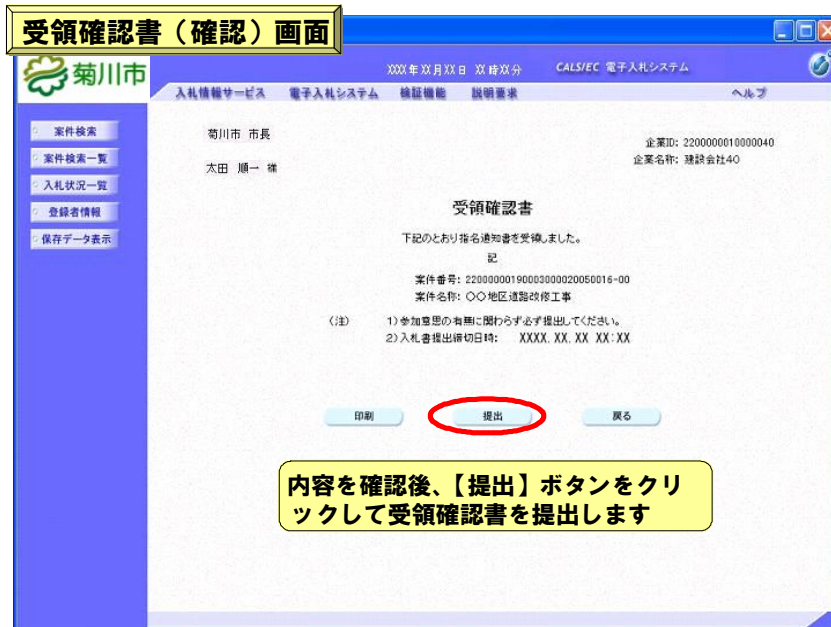 受領確認書（確認）画面
菊川市
XXXX年XX月XX日 XX時XX分
CALS/EC 電子入札システム
入札情報サービス 電子入札システム 検証機能 説明要求 ヘルプ
案件検索
案件検索一覧
入札状況一覧
登録者情報
保存データ表示
菊川市 市長
太田 順一 様
企業ID: 2200000010000040
企業名称: 建設会社40
受領確認書
下記のとおり指名通知書を受領しました。
記
案件番号: 2200000019000300002005​0016-00
案件名称: 〇〇地区道路改修工事
（注） 1)参加意思の有無に関わらず必ず提出してください。
2)入札書提出締切日時: XXXX.XX.XX XX:XX
印刷 提出 戻る
内容を確認後、【提出】ボタンをクリ
ックして受領確認書を提出します